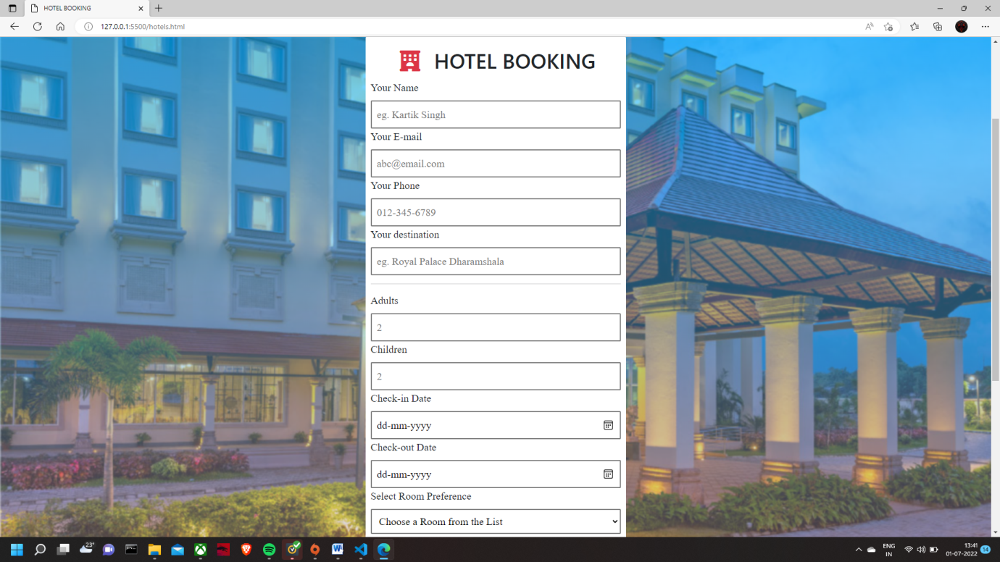 HOTEL BOOKING
127.0.0.1:5500/hotels.html
HOTEL BOOKING
Your Name
eg. Kartik Singh
Your E-mail
abc@email.com
Your Phone
012-345-6789
Your destination
eg. Royal Palace Dharamshala
Adults
2
Children
2
Check-in Date
dd-mm-yyyy
Check-out Date
dd-mm-yyyy
Select Room Preference
Choose a Room from the List
23°
ENG
IN
13:41
01-07-2022
14